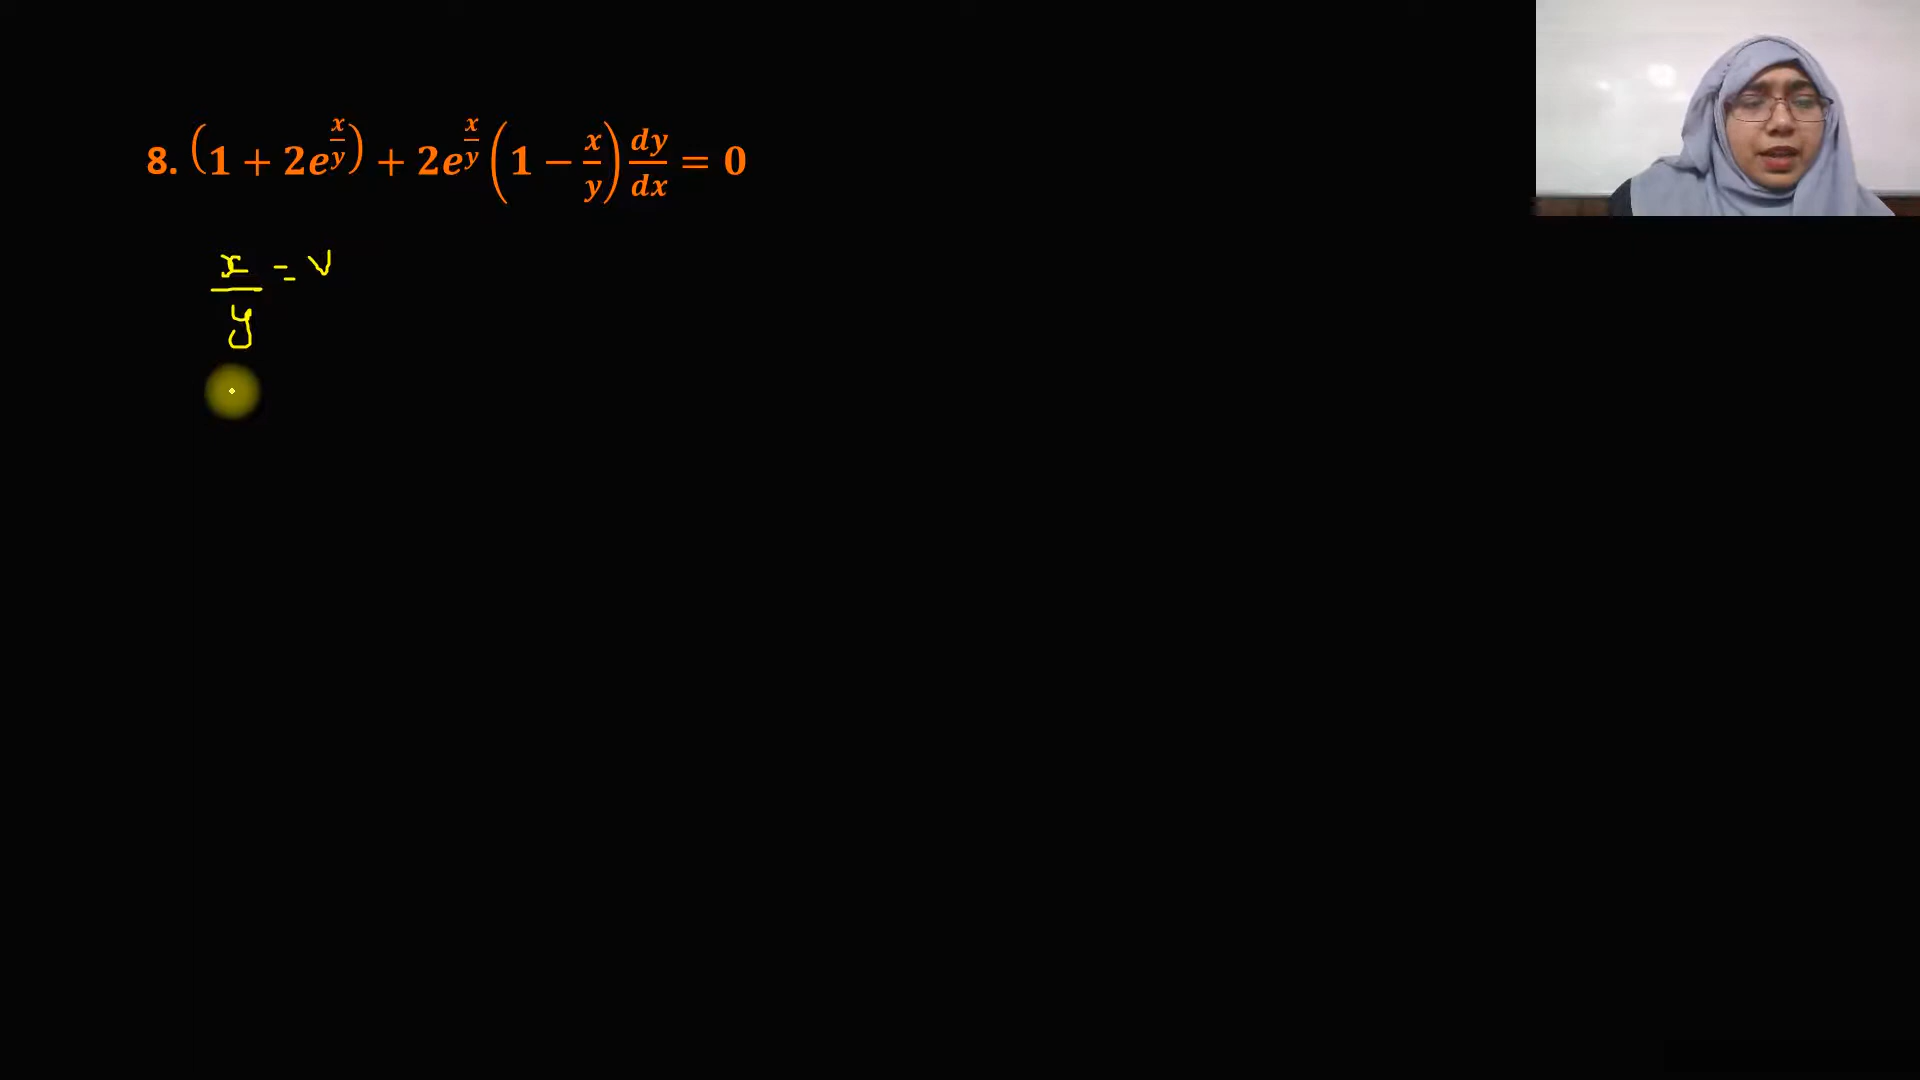 8. (1 + 2e^{x/y}) + 2e^{x/y} (1 − x/y) dy/dx = 0
x/y = v